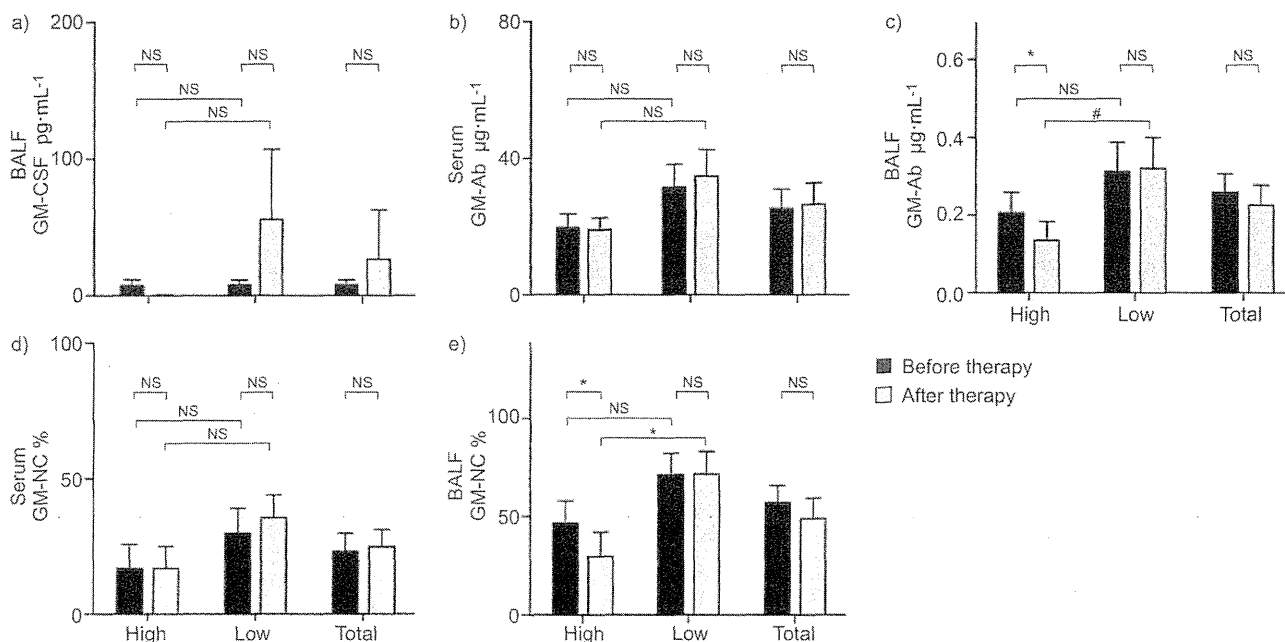 a)
200
100
0
BALF
GM-CSF pg·mL⁻¹
NS
NS
NS
NS
NS
b)
80
40
0
Serum
GM-Ab µg·mL⁻¹
NS
NS
NS
NS
NS
c)
0.6
0.4
0.2
0.0
BALF
GM-Ab µg·mL⁻¹
*
NS
NS
NS
#
High Low Total
d)
100
50
0
Serum
GM-NC %
NS
NS
NS
NS
NS
High Low Total
e)
100
50
0
BALF
GM-NC %
*
NS
NS
NS
*
High Low Total
Before therapy
After therapy